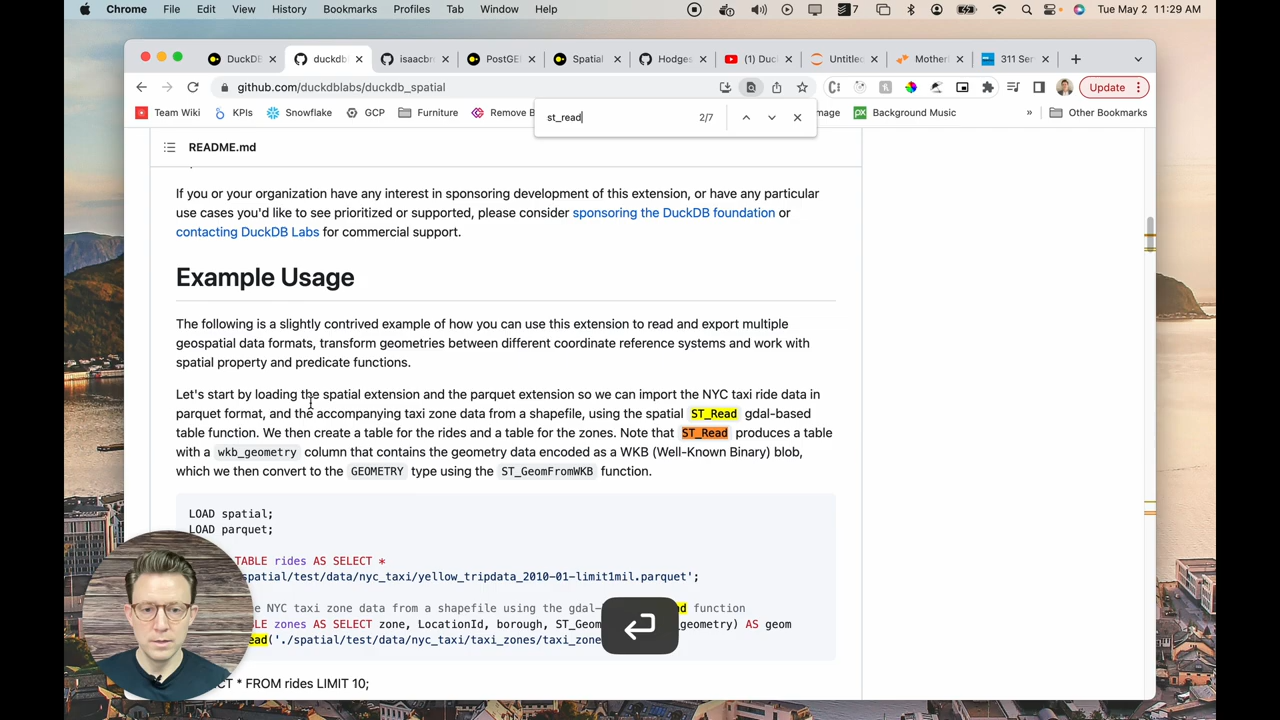 Chrome File Edit View History Bookmarks Profiles Tab Window Help 7 Tue May 2 11:29 AM
DuckDB duckdb isaacbr PostGE Spatial Hodges (1) Duc Untitled Motheri 311 Ser
github.com/duckdblabs/duckdb_spatial Update
Team Wiki KPIs Snowflake GCP Furniture Remove B mage Background Music » Other Bookmarks
st_read 2/7
README.md
If you or your organization have any interest in sponsoring development of this extension, or have any particular
use cases you'd like to see prioritized or supported, please consider sponsoring the DuckDB foundation or
contacting DuckDB Labs for commercial support.
Example Usage
The following is a slightly contrived example of how you can use this extension to read and export multiple
geospatial data formats, transform geometries between different coordinate reference systems and work with
spatial property and predicate functions.
Let's start by loading the spatial extension and the parquet extension so we can import the NYC taxi ride data in
parquet format, and the accompanying taxi zone data from a shapefile, using the spatial ST_Read gdal-based
table function. We then create a table for the rides and a table for the zones. Note that ST_Read produces a table
with a wkb_geometry column that contains the geometry data encoded as a WKB (Well-Known Binary) blob,
which we then convert to the GEOMETRY type using the ST_GeomFromWKB function.
LOAD spatial;
LOAD parquet;
TABLE rides AS SELECT *
spatial/test/data/nyc_taxi/yellow_tripdata_2010-01-limit1mil.parquet';
e NYC taxi zone data from a shapefile using the gdal- d function
TABLE zones AS SELECT zone, LocationId, borough, ST_Geom _geometry) AS geom
ead('./spatial/test/data/nyc_taxi/taxi_zones/taxi_zone
CT * FROM rides LIMIT 10;